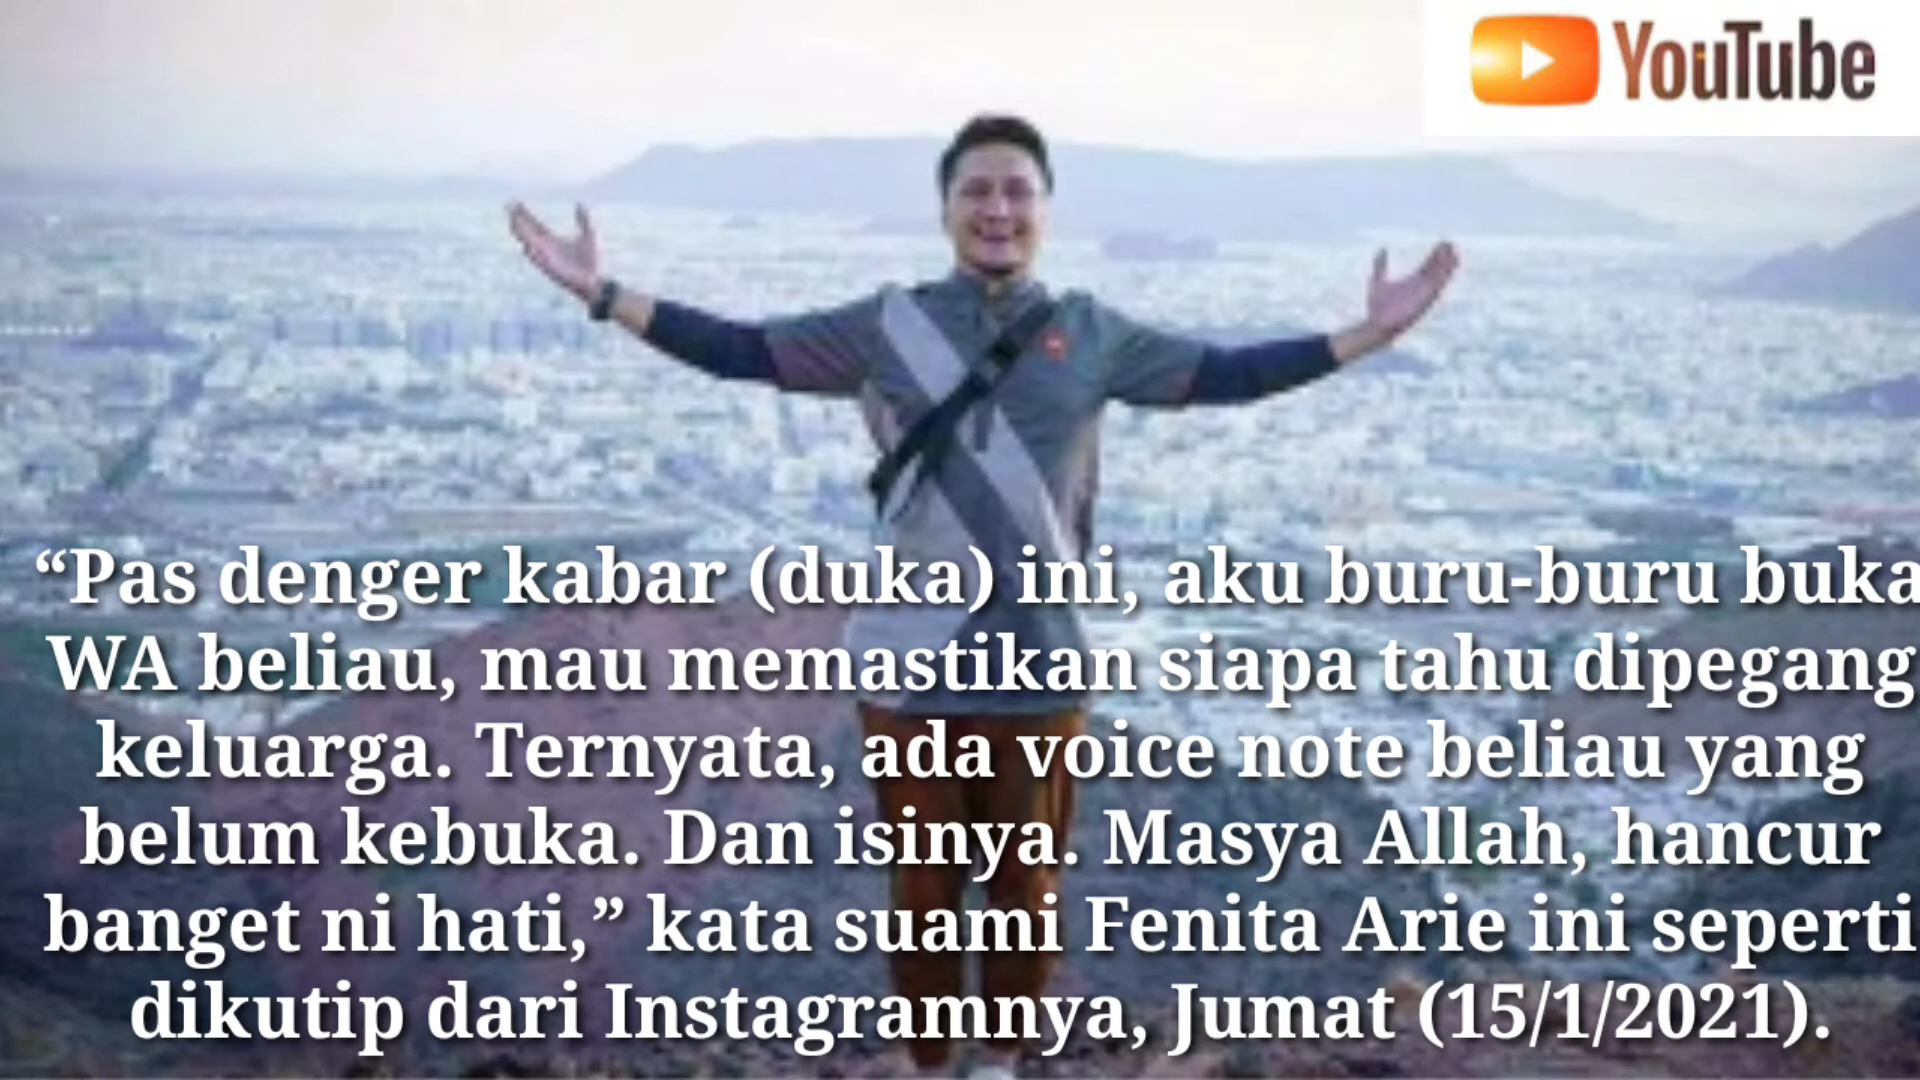 YouTube
“Pas denger kabar (duka) ini, aku buru-buru buka
WA beliau, mau memastikan siapa tahu dipegang
keluarga. Ternyata, ada voice note beliau yang
belum kebuka. Dan isinya. Masya Allah, hancur
banget ni hati,” kata suami Fenita Arie ini seperti
dikutip dari Instagramnya, Jumat (15/1/2021).